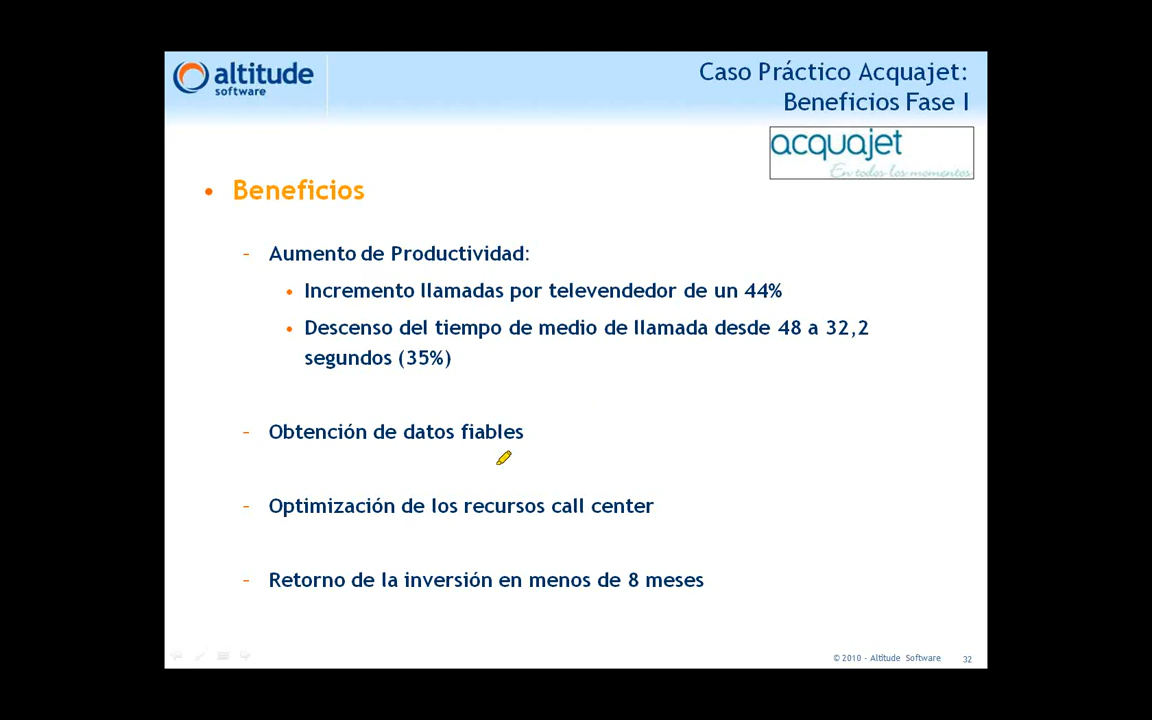 altitude
software
Caso Práctico Acquajet:
Beneficios Fase I
acquajet
En todos los momentos
• Beneficios
– Aumento de Productividad:
• Incremento llamadas por televendedor de un 44%
• Descenso del tiempo de medio de llamada desde 48 a 32,2
segundos (35%)
– Obtención de datos fiables
– Optimización de los recursos call center
– Retorno de la inversión en menos de 8 meses
© 2010 - Altitude Software 32